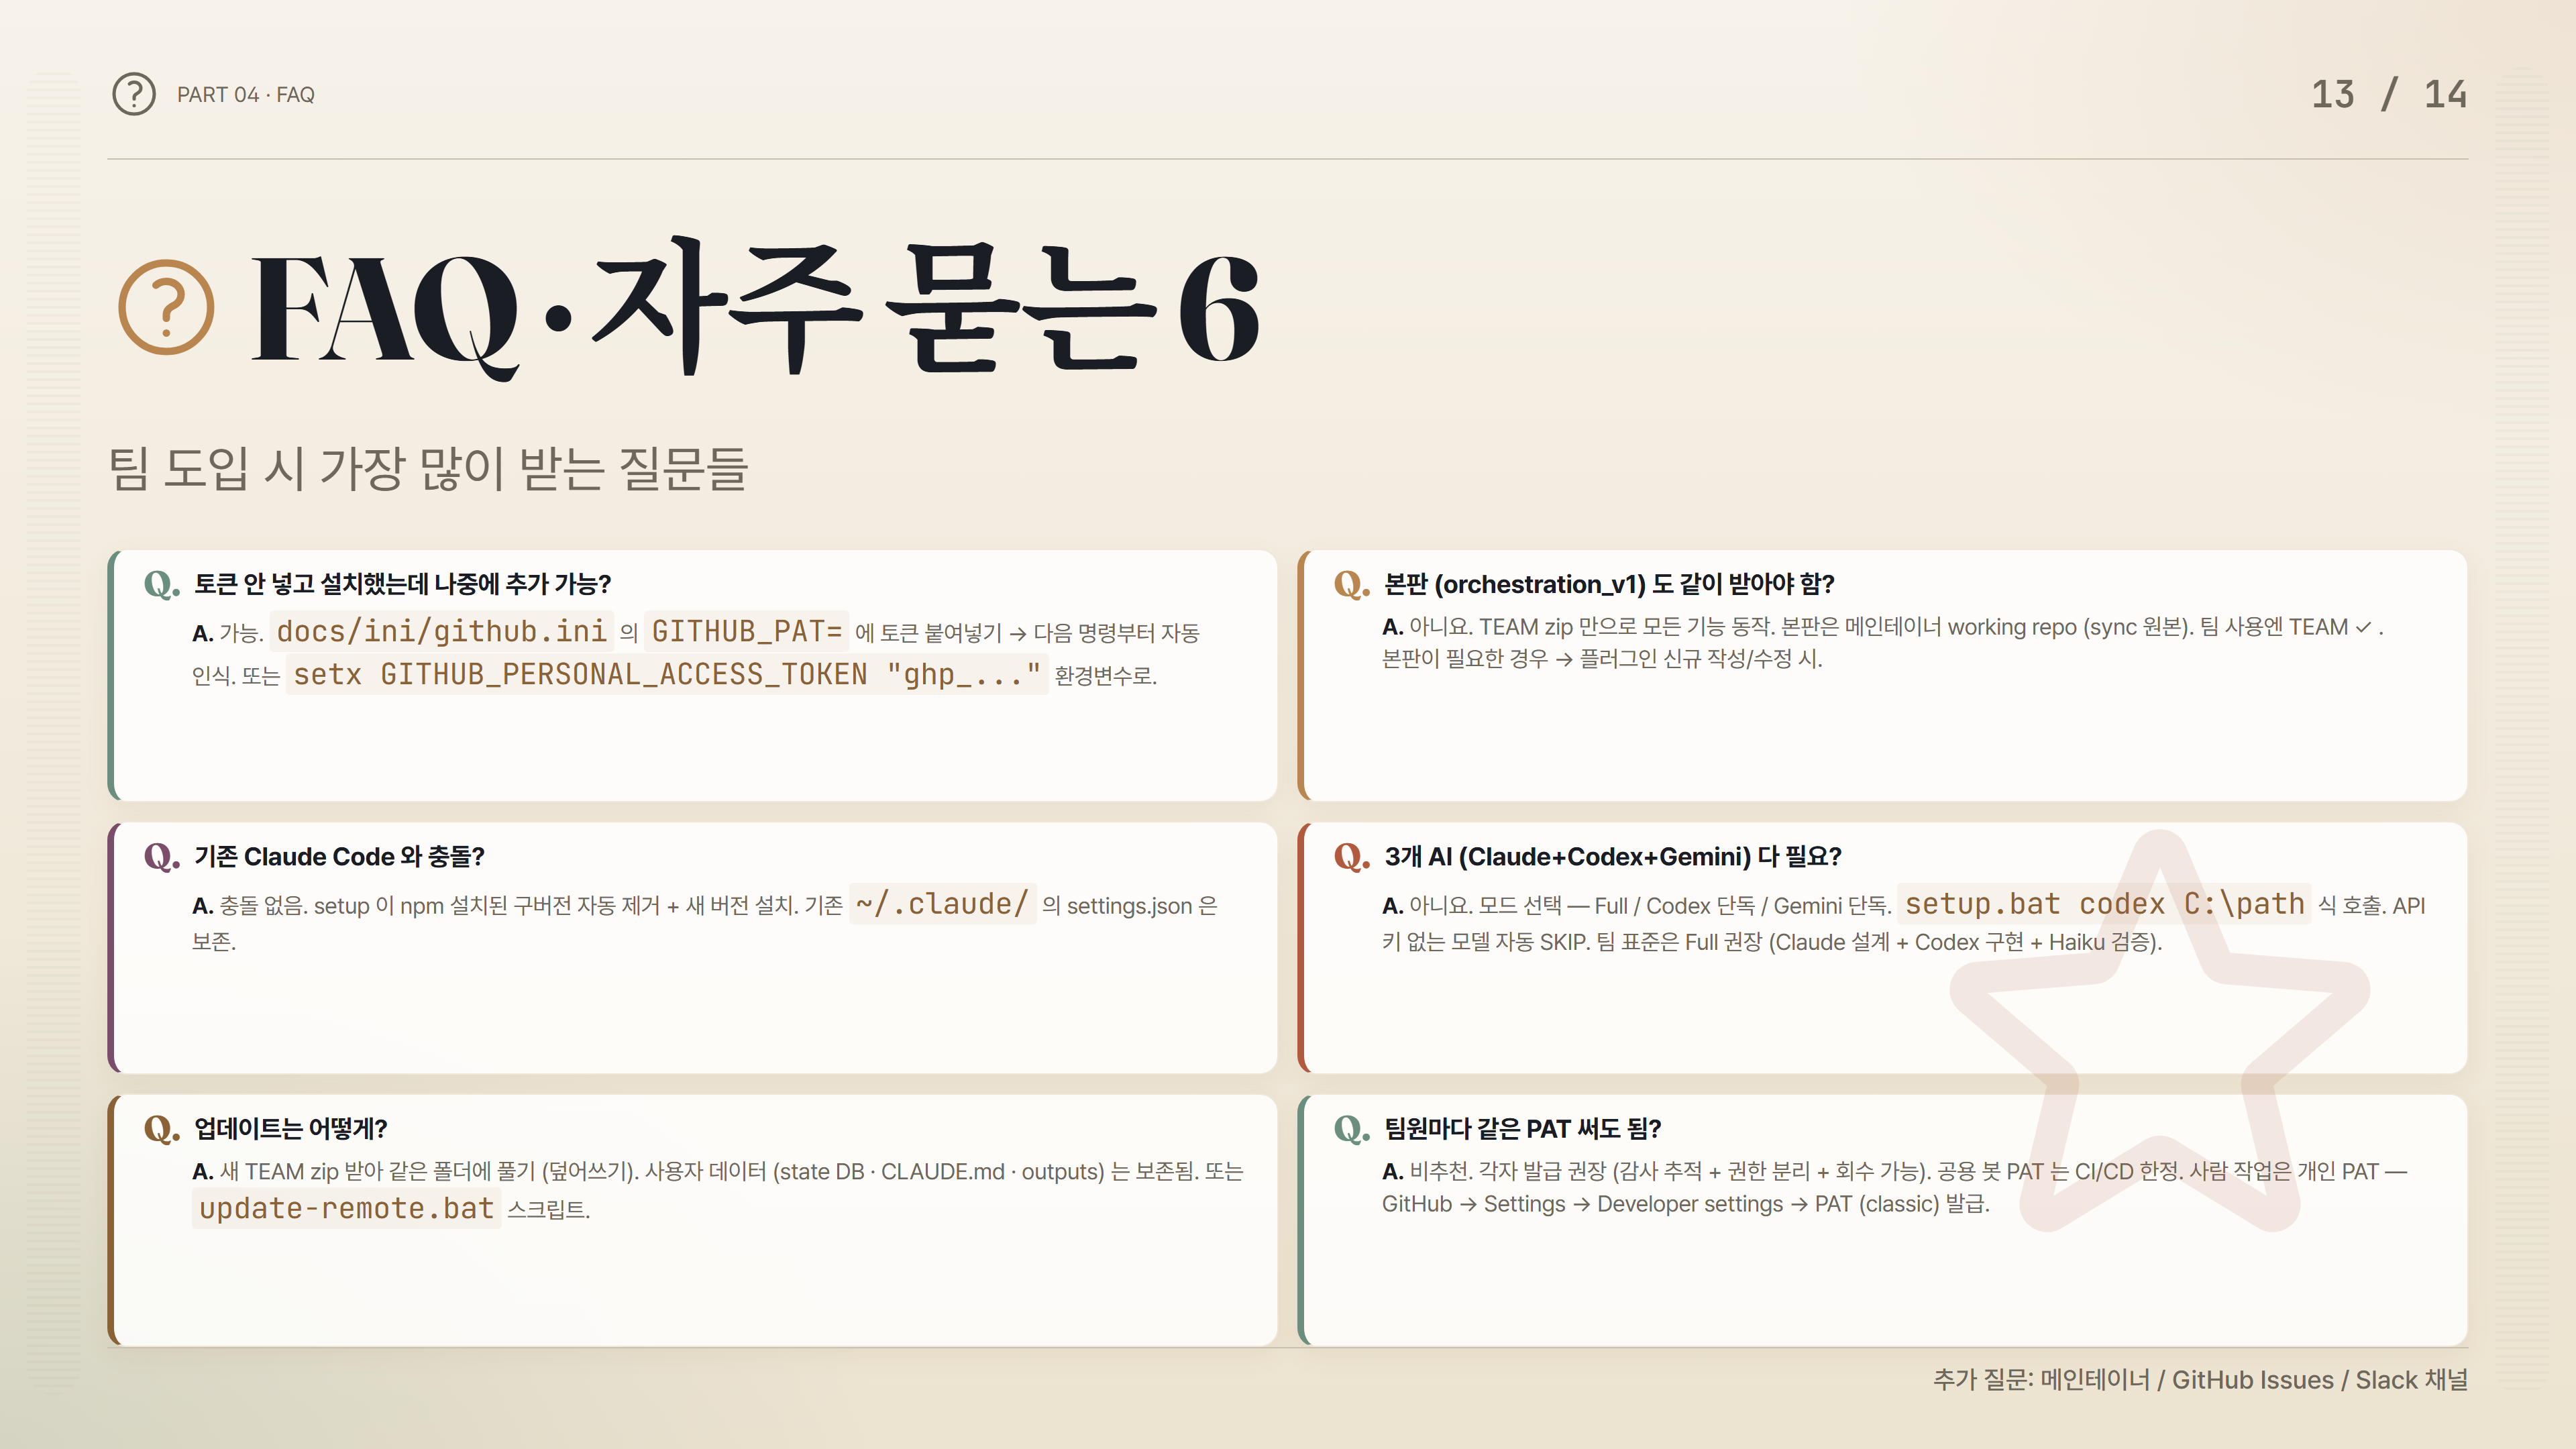 PART 04 · FAQ
13 / 14
FAQ · 자주 묻는 6
팀 도입 시 가장 많이 받는 질문들
Q. 토큰 안 넣고 설치했는데 나중에 추가 가능?
A. 가능. docs/ini/github.ini 의 GITHUB_PAT= 에 토큰 붙여넣기 → 다음 명령부터 자동
인식. 또는 setx GITHUB_PERSONAL_ACCESS_TOKEN "ghp_..." 환경변수로.
Q. 본판 (orchestration_v1) 도 같이 받아야 함?
A. 아니요. TEAM zip 만으로 모든 기능 동작. 본판은 메인테이너 working repo (sync 원본). 팀 사용엔 TEAM ✓ .
본판이 필요한 경우 → 플러그인 신규 작성/수정 시.
Q. 기존 Claude Code 와 충돌?
A. 충돌 없음. setup 이 npm 설치된 구버전 자동 제거 + 새 버전 설치. 기존 ~/.claude/ 의 settings.json 은
보존.
Q. 3개 AI (Claude+Codex+Gemini) 다 필요?
A. 아니요. 모드 선택 — Full / Codex 단독 / Gemini 단독. setup.bat codex C:\path 식 호출. API
키 없는 모델 자동 SKIP. 팀 표준은 Full 권장 (Claude 설계 + Codex 구현 + Haiku 검증).
Q. 업데이트는 어떻게?
A. 새 TEAM zip 받아 같은 폴더에 풀기 (덮어쓰기). 사용자 데이터 (state DB · CLAUDE.md · outputs) 는 보존됨. 또는
update-remote.bat 스크립트.
Q. 팀원마다 같은 PAT 써도 됨?
A. 비추천. 각자 발급 권장 (감사 추적 + 권한 분리 + 회수 가능). 공용 봇 PAT 는 CI/CD 한정. 사람 작업은 개인 PAT —
GitHub → Settings → Developer settings → PAT (classic) 발급.
추가 질문: 메인테이너 / GitHub Issues / Slack 채널